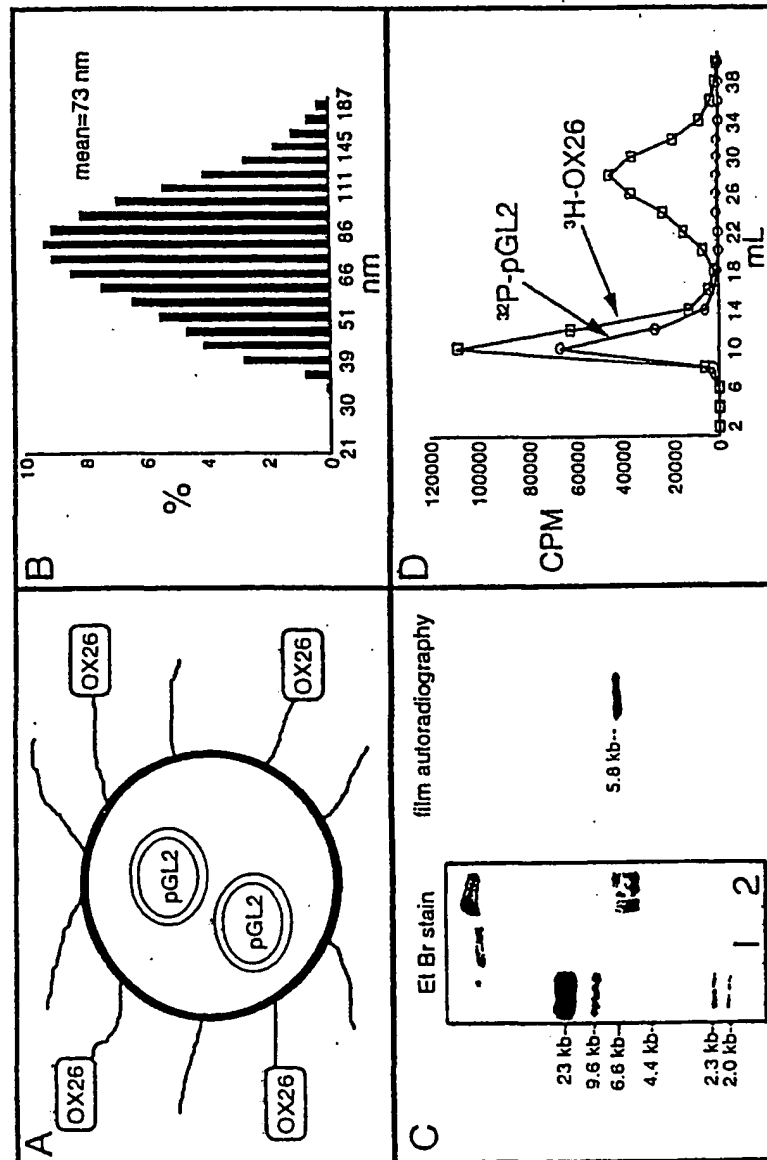 A
OX26
OX26
OX26
OX26
pGL2
pGL2
B
mean=73 nm
10
8
6
4
2
0
%
21 30 39 51 66 86 111 145 187
nm
C
Et Br stain
film autoradiography
23 kb--
9.6 kb--
6.6 kb--
4.4 kb--
2.3 kb--
2.0 kb--
1 2
5.8 kb--
D
120000
100000
80000
60000
40000
20000
0
CPM
32P-pGL2
3H-OX26
2 6 10 14 18 22 26 30 34 38
mL